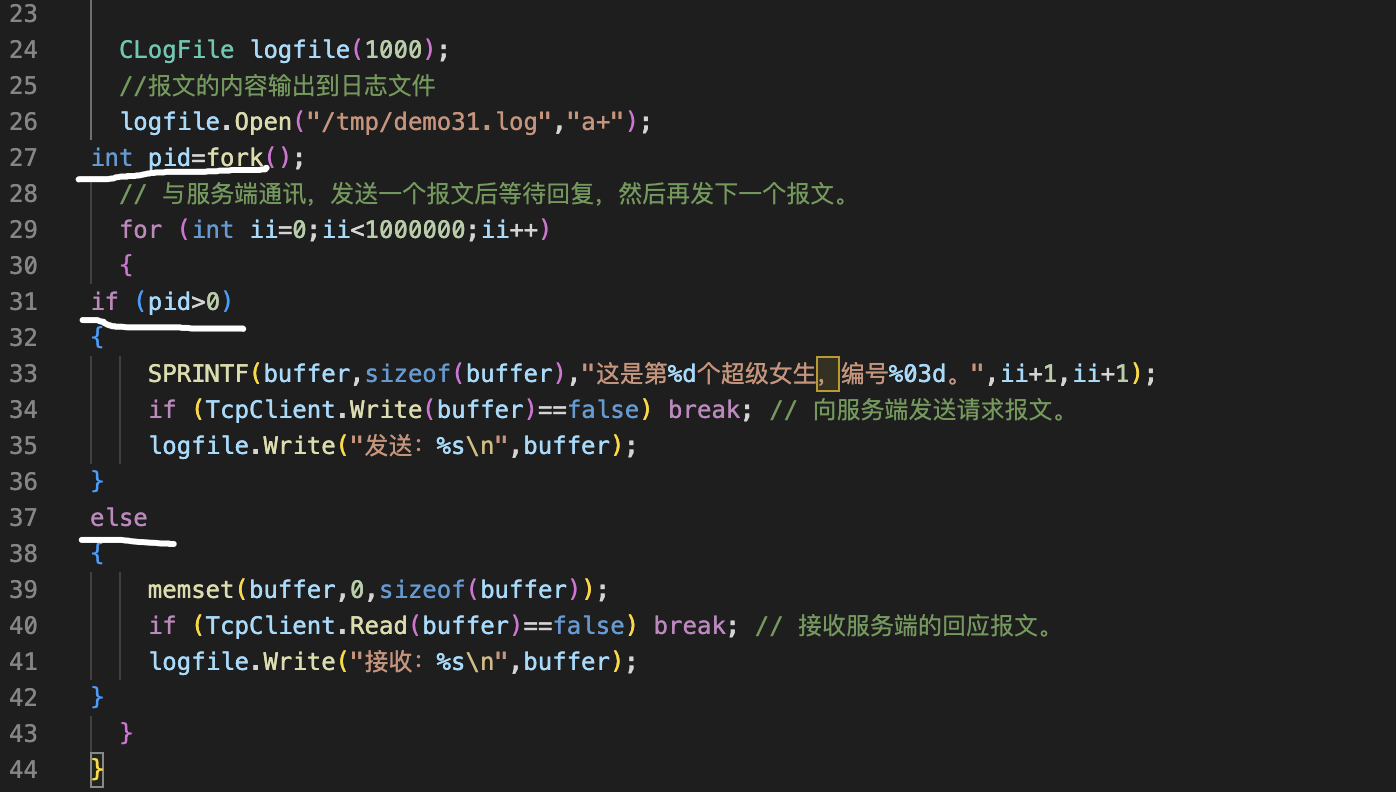 23
24 CLogFile logfile(1000);
25 //报文的内容输出到日志文件
26 logfile.Open("/tmp/demo31.log","a+");
27 int pid=fork();
28 // 与服务端通讯，发送一个报文后等待回复，然后再发下一个报文。
29 for (int ii=0;ii<1000000;ii++)
30 {
31 if (pid>0)
32 {
33 SPRINTF(buffer,sizeof(buffer),"这是第%d个超级女生，编号%03d。",ii+1,ii+1);
34 if (TcpClient.Write(buffer)==false) break; // 向服务端发送请求报文。
35 logfile.Write("发送：%s\n",buffer);
36 }
37 else
38 {
39 memset(buffer,0,sizeof(buffer));
40 if (TcpClient.Read(buffer)==false) break; // 接收服务端的回应报文。
41 logfile.Write("接收：%s\n",buffer);
42 }
43 }
44 }